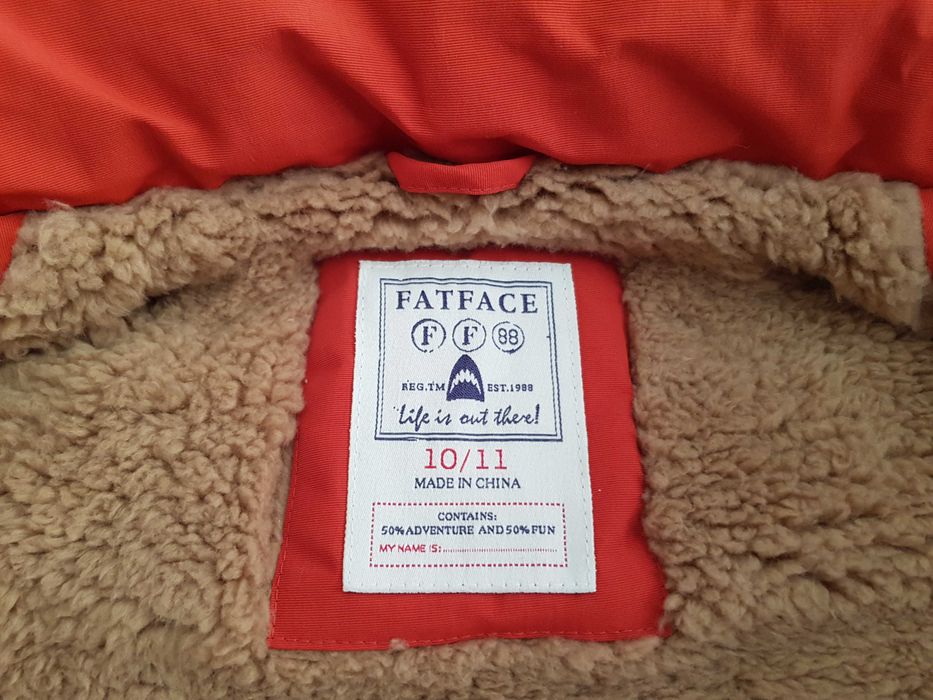 FATFACE
F F 88
REG.TM EST.1988
Life is out there!
10/11
MADE IN CHINA
CONTAINS:
50% ADVENTURE AND 50% FUN
MY NAME IS: